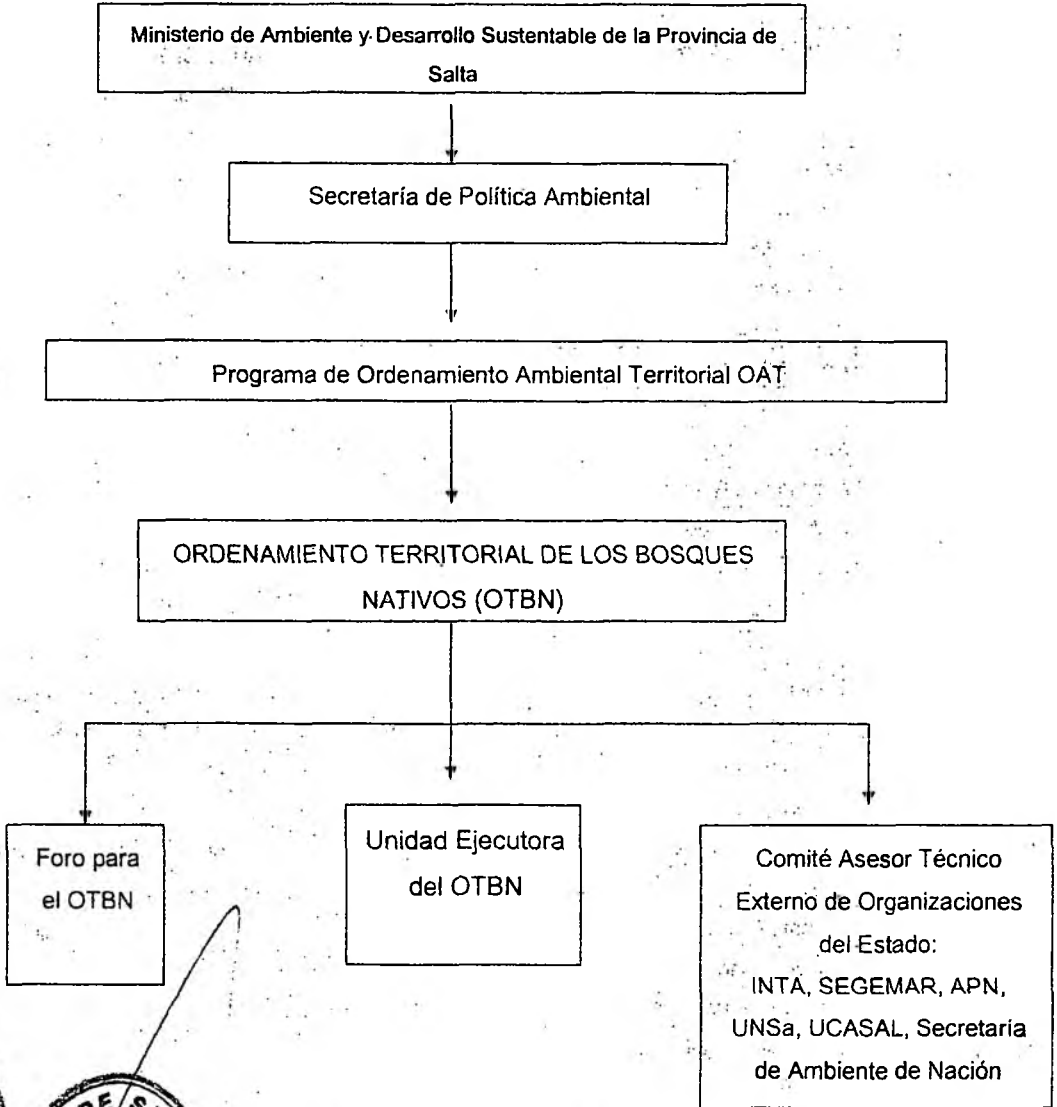 Ministerio de Ambiente y Desarrollo Sustentable de la Provincia de
Salta
Secretaría de Política Ambiental
Programa de Ordenamiento Ambiental Territorial OAT
ORDENAMIENTO TERRITORIAL DE LOS BOSQUES
NATIVOS (OTBN)
Foro para
el OTBN
Unidad Ejecutora
del OTBN
Comité Asesor Técnico
Externo de Organizaciones
del Estado:
INTA, SEGEMAR, APN,
UNSa, UCASAL, Secretaría
de Ambiente de Nación